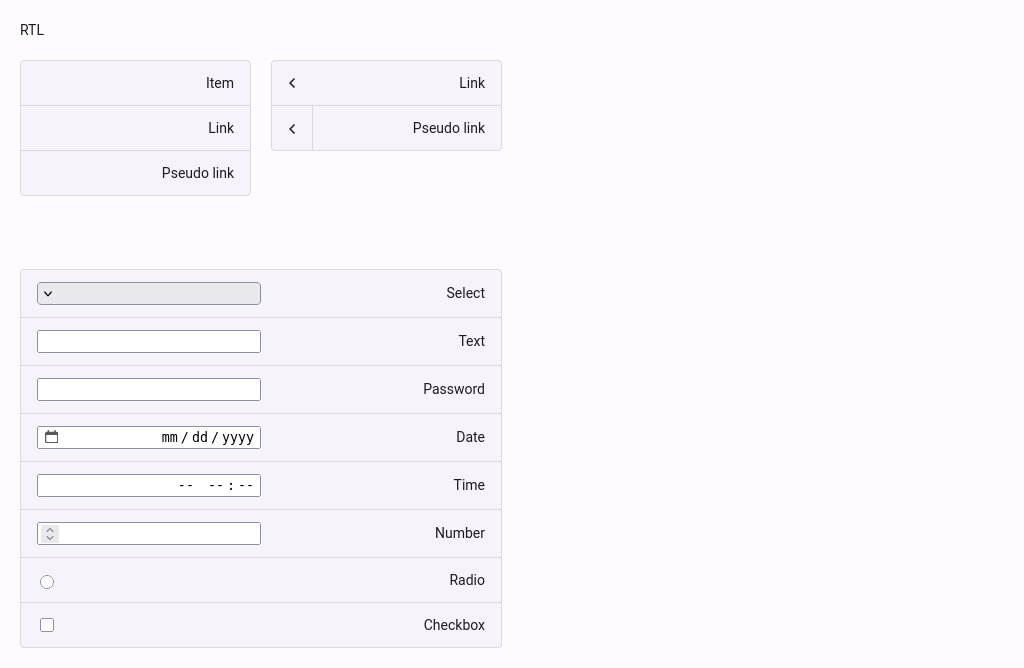 RTL
Item
Link
Pseudo link
Link
Pseudo link
Select
Text
Password
mm/dd/yyyy Date
-- --:-- Time
Number
Radio
Checkbox